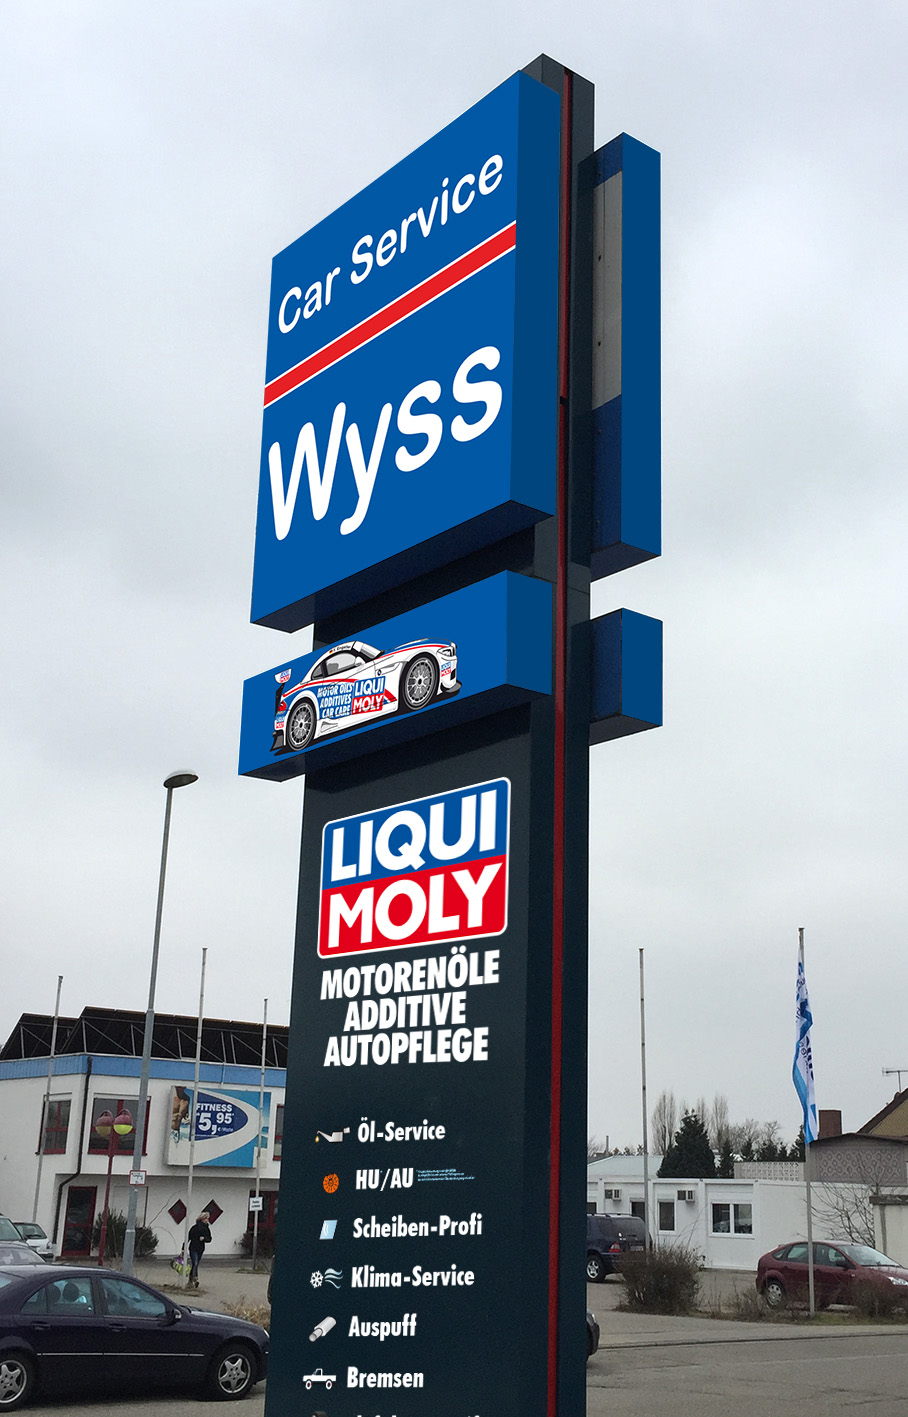 Car Service
Wyss
MOTOR OILS
ADDITIVES
CAR CARE
LIQUI
MOLY
LIQUI
MOLY
MOTORENÖLE
ADDITIVE
AUTOPFLEGE
Öl-Service
HU/AU
Scheiben-Profi
Klima-Service
Auspuff
Bremsen
FITNESS
5,95